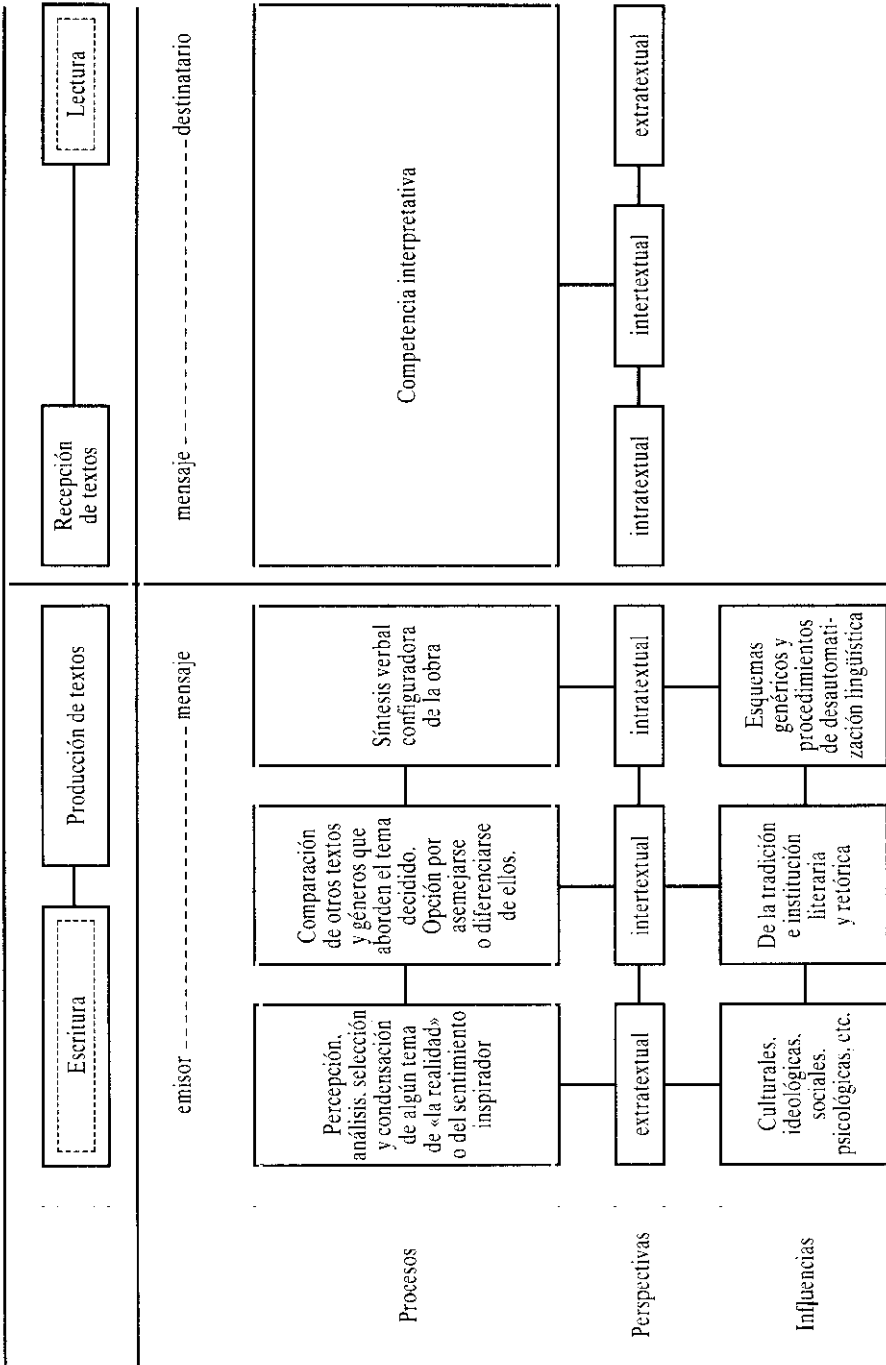 Escritura
Producción de textos
Recepción
de textos
Lectura
emisor
mensaje
mensaje
destinatario
Procesos
Percepción,
análisis, selección
y condensación
de algún tema
de «la realidad»
o del sentimiento
inspirador
Comparación
de otros textos
y géneros que
aborden el tema
decidido.
Opción por
asemejarse
o diferenciarse
de ellos.
Síntesis verbal
configuradora
de la obra
Competencia interpretativa
Perspectivas
extratextual
intertextual
intratextual
intratextual
intertextual
extratextual
Influencias
Culturales,
ideológicas,
sociales,
psicológicas, etc.
De la tradición
e institución
literaria
y retórica
Esquemas
genéricos y
procedimientos
de desautomati-
zación lingüística